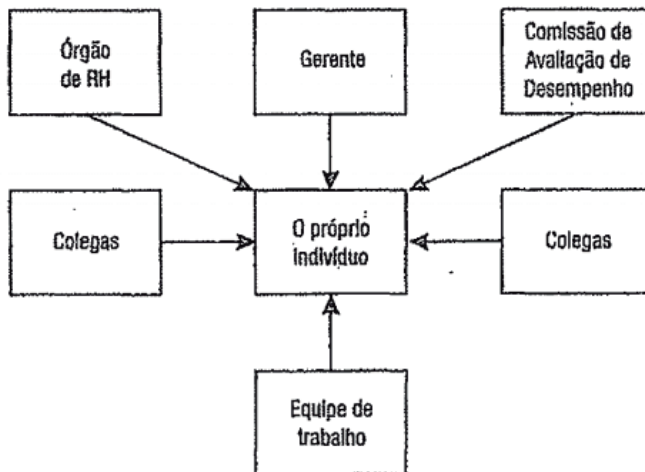 Órgão
de RH
Gerente
Comissão de
Avaliação de
Desempenho
Colegas
O próprio
indivíduo
Colegas
Equipe de
trabalho